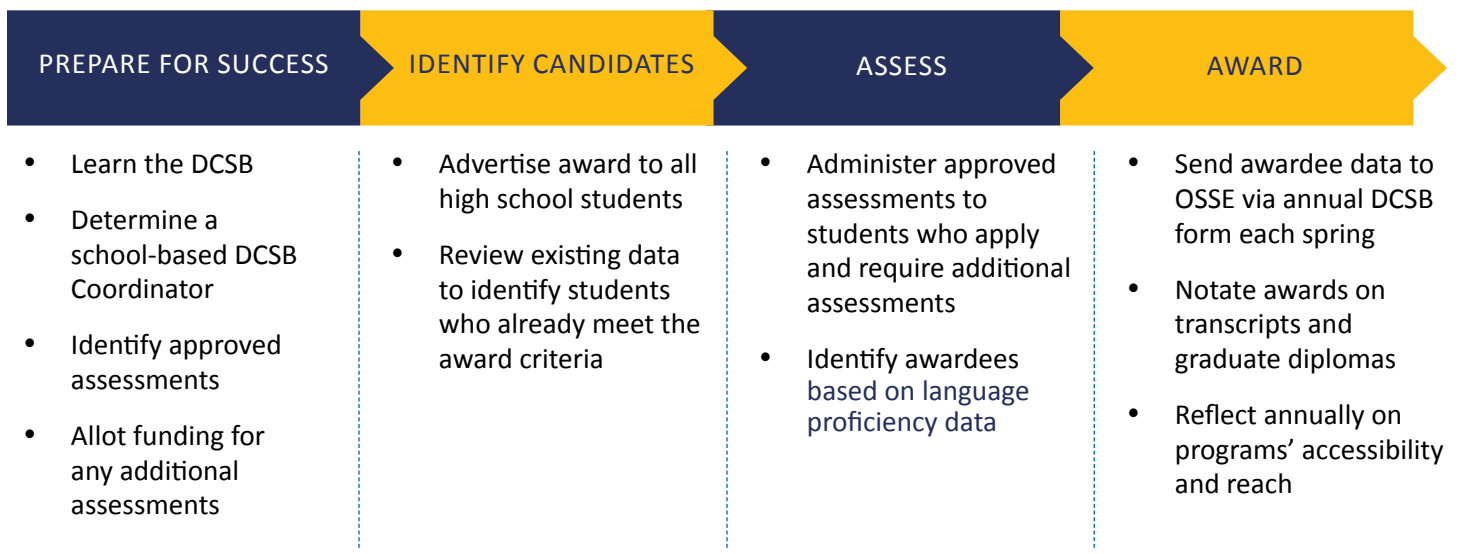 PREPARE FOR SUCCESS
IDENTIFY CANDIDATES
ASSESS
AWARD
• Learn the DCSB
• Determine a
school-based DCSB
Coordinator
• Identify approved
assessments
• Allot funding for
any additional
assessments
• Advertise award to all
high school students
• Review existing data
to identify students
who already meet the
award criteria
• Administer approved
assessments to
students who apply
and require additional
assessments
• Identify awardees
based on language
proficiency data
• Send awardee data to
OSSE via annual DCSB
form each spring
• Notate awards on
transcripts and
graduate diplomas
• Reflect annually on
programs’ accessibility
and reach